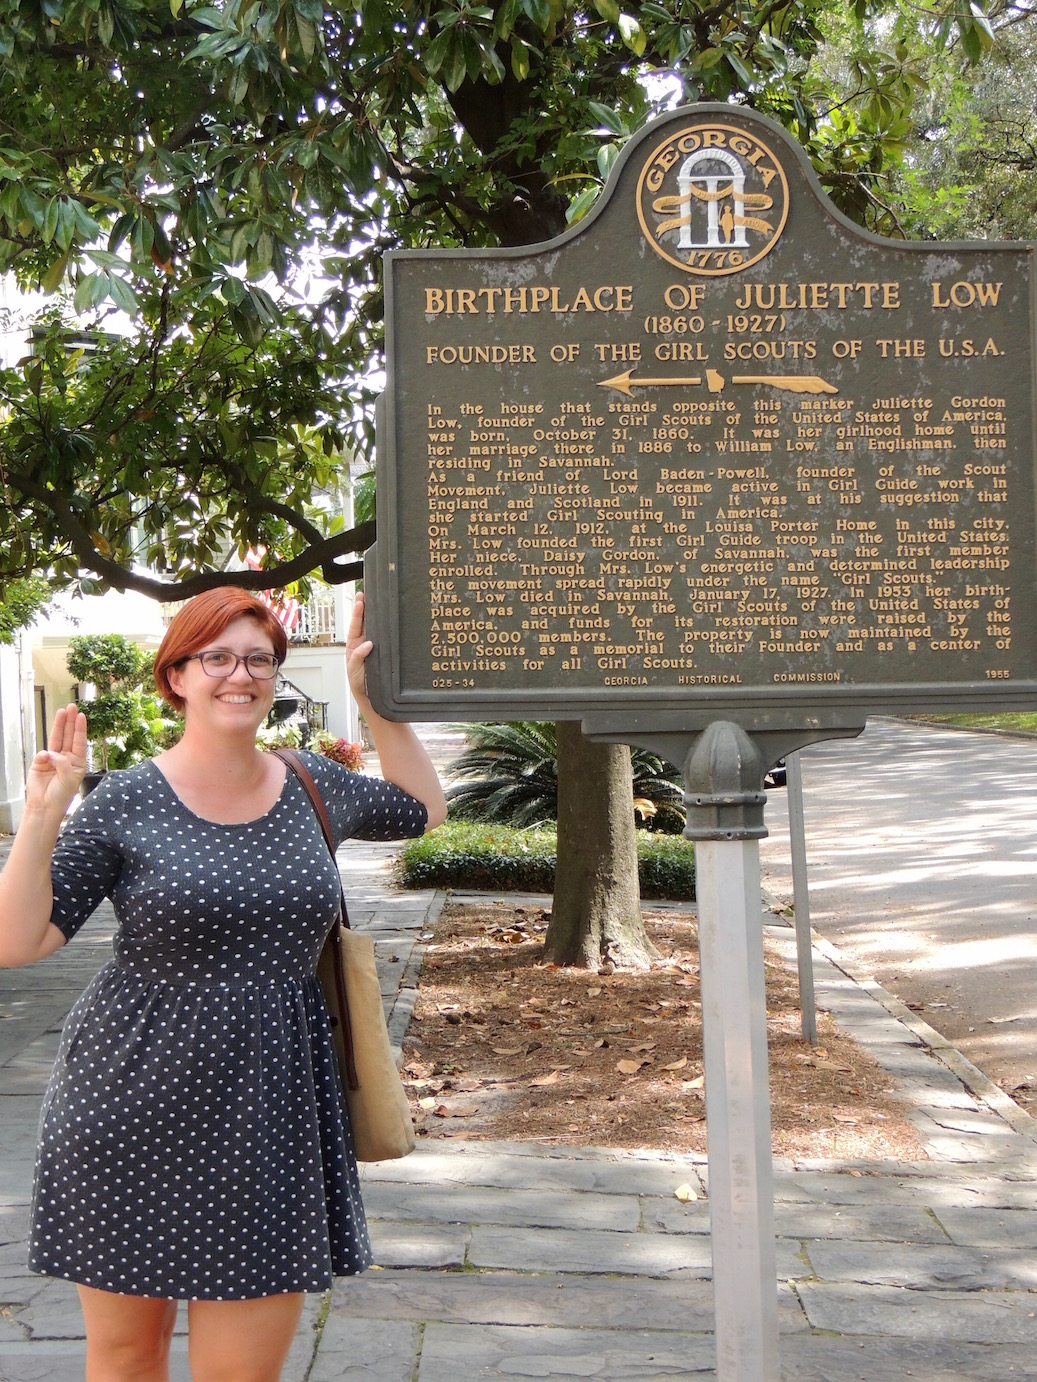 GEORGIA
1776
BIRTHPLACE OF JULIETTE LOW
(1860-1927)
FOUNDER OF THE GIRL SCOUTS OF THE U.S.A.
In the house that stands opposite this marker Juliette Gordon
Low, founder of the Girl Scouts of the United States of America,
was born, October 31, 1860. It was her girlhood home until
her marriage there in 1886 to William Low, an Englishman, then
residing in Savannah.
As a friend of Lord Baden-Powell, founder of the Scout
Movement, Juliette Low became active in Girl Guide work in
England and Scotland in 1911. It was at his suggestion that
she started Girl Scouting in America.
On March 12, 1912, at the Louisa Porter Home in this city,
Mrs. Low founded the first Girl Guide troop in the United States.
Her niece, Daisy Gordon, of Savannah, was the first member
enrolled. Through Mrs. Low's energetic and determined leadership
the movement spread rapidly under the name "Girl Scouts."
Mrs. Low died in Savannah, January 17, 1927. In 1953 her birth-
place was acquired by the Girl Scouts of the United States of
America, and funds for its restoration were raised by the
2,500,000 members. The property is now maintained by the
Girl Scouts as a memorial to their Founder and as a center of
activities for all Girl Scouts.
025-34 GEORGIA HISTORICAL COMMISSION 1955